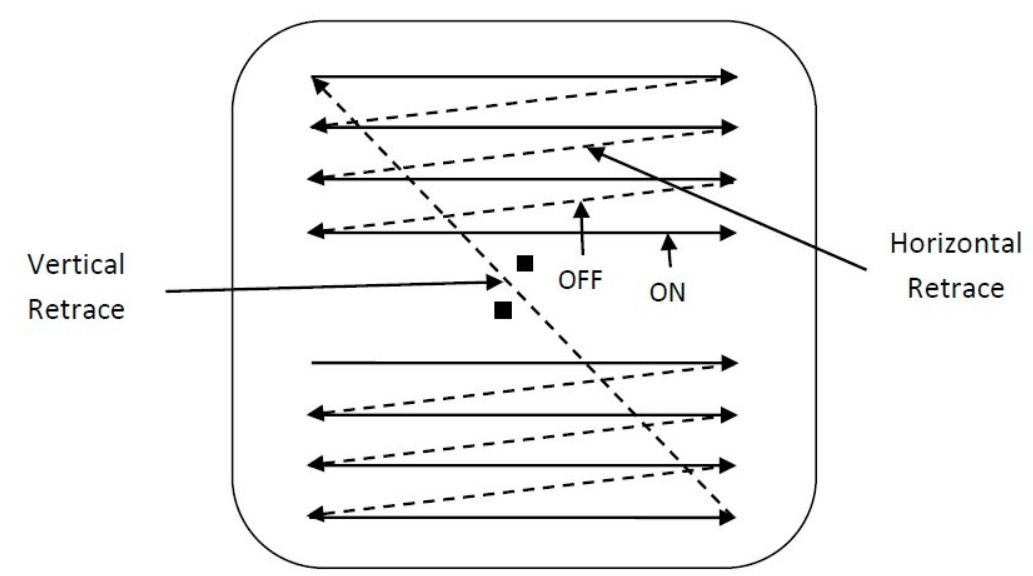 Vertical
Retrace
OFF
ON
Horizontal
Retrace